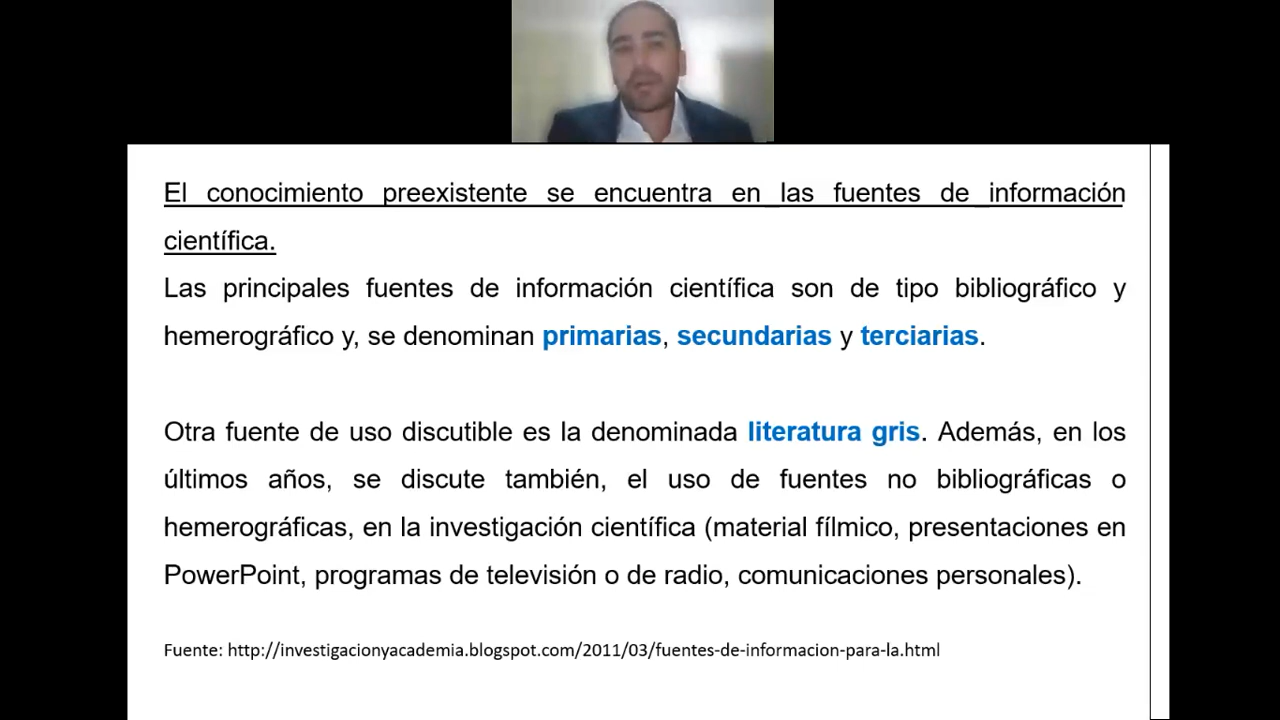 El conocimiento preexistente se encuentra en las fuentes de información
científica.
Las principales fuentes de información científica son de tipo bibliográfico y
hemerográfico y, se denominan primarias, secundarias y terciarias.
Otra fuente de uso discutible es la denominada literatura gris. Además, en los
últimos años, se discute también, el uso de fuentes no bibliográficas o
hemerográficas, en la investigación científica (material fílmico, presentaciones en
PowerPoint, programas de televisión o de radio, comunicaciones personales).
Fuente: http://investigacionyacademia.blogspot.com/2011/03/fuentes-de-informacion-para-la.html